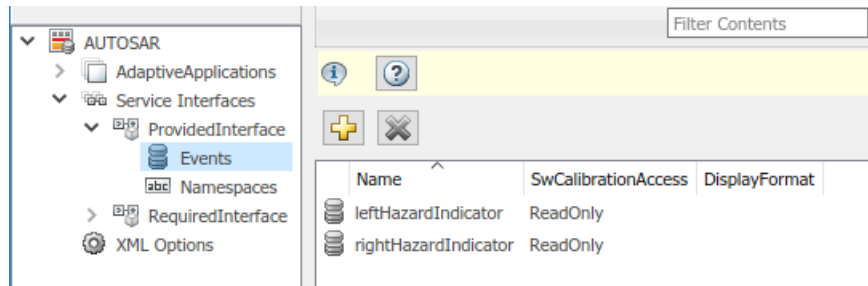 Filter Contents
AUTOSAR
AdaptiveApplications
Service Interfaces
ProvidedInterface
Events
abc Namespaces
RequiredInterface
XML Options
Name SwCalibrationAccess DisplayFormat
leftHazardIndicator ReadOnly
rightHazardIndicator ReadOnly